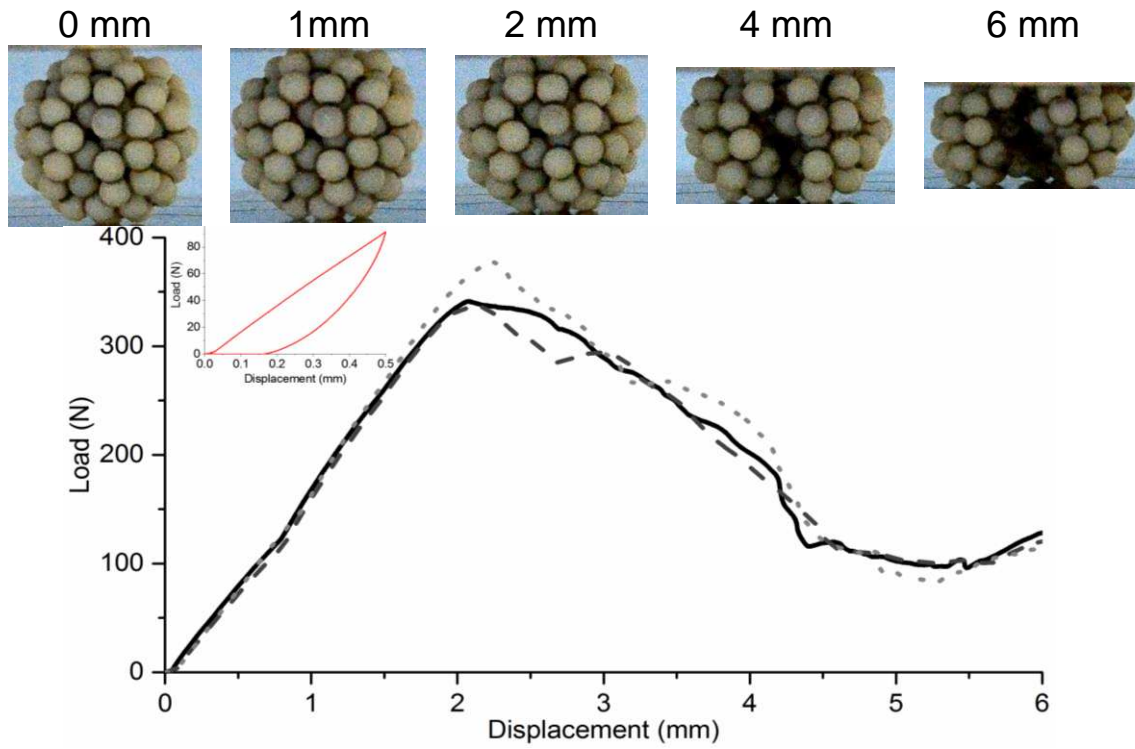 0 mm 1mm 2 mm 4 mm 6 mm
400
300
200
100
0
Load (N)
0 1 2 3 4 5 6
Displacement (mm)
80
60
40
20
0
Load (N)
0.0 0.1 0.2 0.3 0.4 0.5
Displacement (mm)